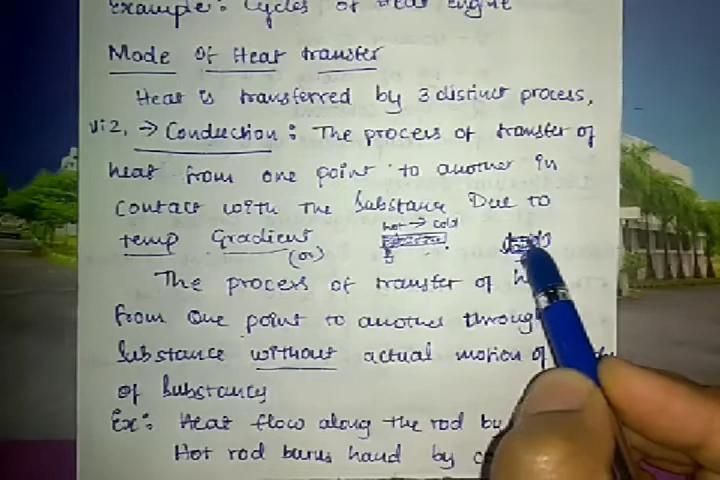 Example: Cycles of Heat Engine
Mode Of Heat transfer
Heat is transferred by 3 distinct process,
viz, → Conduction : The process of transfer of
heat from one point to another in
contact with the Substance Due to
hot → cold
temp Gradient
(or)
The process of transfer of h
from One point to another through
Substance without actual motion of
of Substances
Ex: Heat flow along the rod by
Hot rod burns hand by c